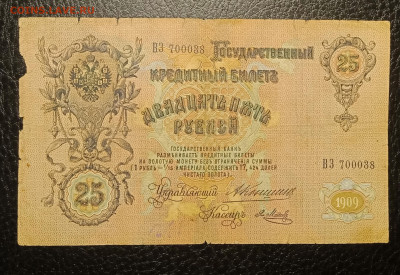 ВЗ 700038
Государственный
25
Кредитный Билетъ
Двадцать пять
рублей
Государственный банкъ
размѣниваетъ кредитные билеты
на золотую монету безъ ограниченія суммы
(1 рубль = 1/15 имперіала, содержитъ 17,424 долей
чистаго золота).
25
ВЗ 700038
Управляющій
Кассиръ
1909